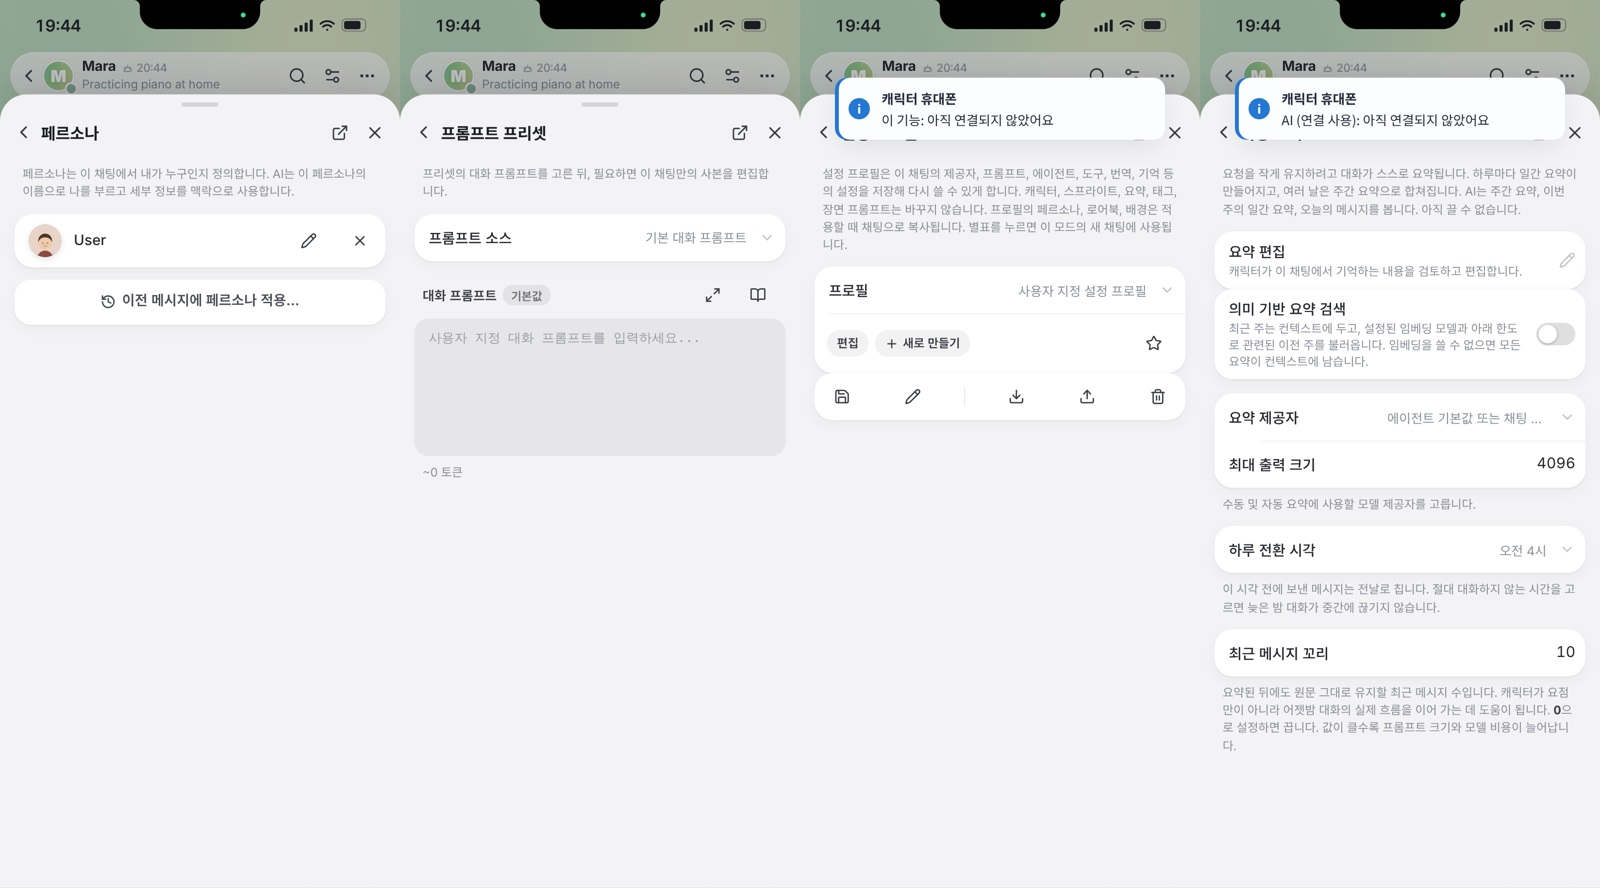 19:44
Mara 20:44
Practicing piano at home
페르소나
페르소나는 이 채팅에서 내가 누구인지 정의합니다. AI는 이 페르소나의
이름으로 나를 부르고 세부 정보를 맥락으로 사용합니다.
User
이전 메시지에 페르소나 적용...
19:44
Mara 20:44
Practicing piano at home
프롬프트 프리셋
프리셋의 대화 프롬프트를 고른 뒤, 필요하면 이 채팅만의 사본을 편집합
니다.
프롬프트 소스 기본 대화 프롬프트
대화 프롬프트 기본값
사용자 지정 대화 프롬프트를 입력하세요...
~0 토큰
19:44
Mara 20:44
캐릭터 휴대폰
이 기능: 아직 연결되지 않았어요
설정 프로필은 이 채팅의 제공자, 프롬프트, 에이전트, 도구, 번역, 기억 등
의 설정을 저장해 다시 쓸 수 있게 합니다. 캐릭터, 스프라이트, 요약, 태그,
장면 프롬프트는 바꾸지 않습니다. 프로필의 페르소나, 로어북, 배경은 적
용할 때 채팅으로 복사됩니다. 별표를 누르면 이 모드의 새 채팅에 사용됩
니다.
프로필 사용자 지정 설정 프로필
편집 + 새로 만들기
19:44
Mara 20:44
캐릭터 휴대폰
AI (연결 사용): 아직 연결되지 않았어요
요청을 작게 유지하려고 대화가 스스로 요약됩니다. 하루마다 일간 요약이
만들어지고, 여러 날은 주간 요약으로 합쳐집니다. AI는 주간 요약, 이번
주의 일간 요약, 오늘의 메시지를 봅니다. 아직 끌 수 없습니다.
요약 편집
캐릭터가 이 채팅에서 기억하는 내용을 검토하고 편집합니다.
의미 기반 요약 검색
최근 주는 컨텍스트에 두고, 설정된 임베딩 모델과 아래 한도
로 관련된 이전 주를 불러옵니다. 임베딩을 쓸 수 없으면 모든
요약이 컨텍스트에 남습니다.
요약 제공자 에이전트 기본값 또는 채팅 ...
최대 출력 크기 4096
수동 및 자동 요약에 사용할 모델 제공자를 고릅니다.
하루 전환 시각 오전 4시
이 시각 전에 보낸 메시지는 전날로 칩니다. 절대 대화하지 않는 시간을 고
르면 늦은 밤 대화가 중간에 끊기지 않습니다.
최근 메시지 꼬리 10
요약된 뒤에도 원문 그대로 유지할 최근 메시지 수입니다. 캐릭터가 요점
만이 아니라 어젯밤 대화의 실제 흐름을 이어 가는 데 도움이 됩니다. 0으
로 설정하면 끕니다. 값이 클수록 프롬프트 크기와 모델 비용이 늘어납니
다.